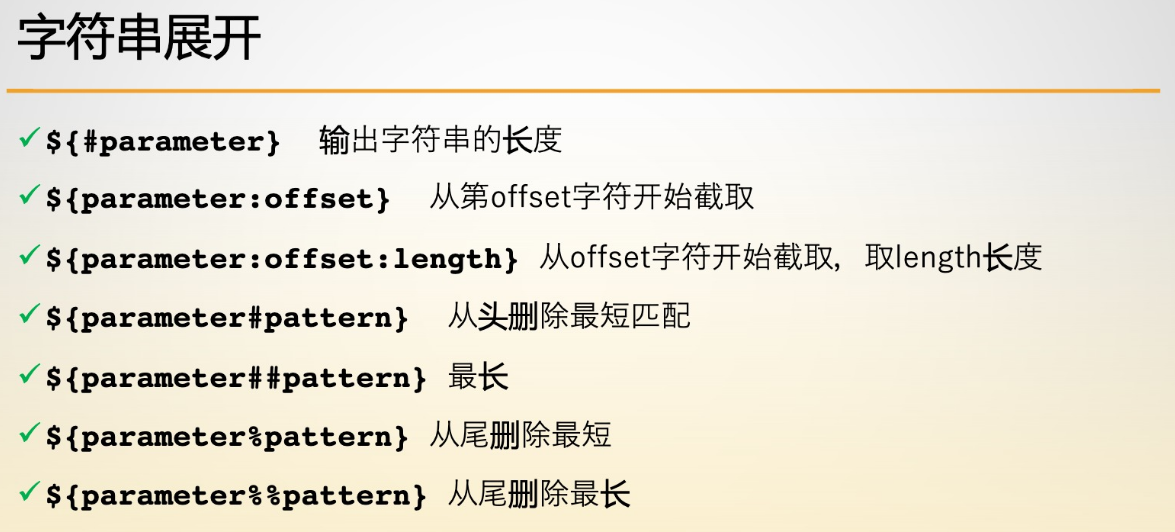 字符串展开
✓${#parameter} 输出字符串的长度
✓${parameter:offset} 从第offset字符开始截取
✓${parameter:offset:length} 从offset字符开始截取，取length长度
✓${parameter#pattern} 从头删除最短匹配
✓${parameter##pattern} 最长
✓${parameter%pattern} 从尾删除最短
✓${parameter%%pattern} 从尾删除最长